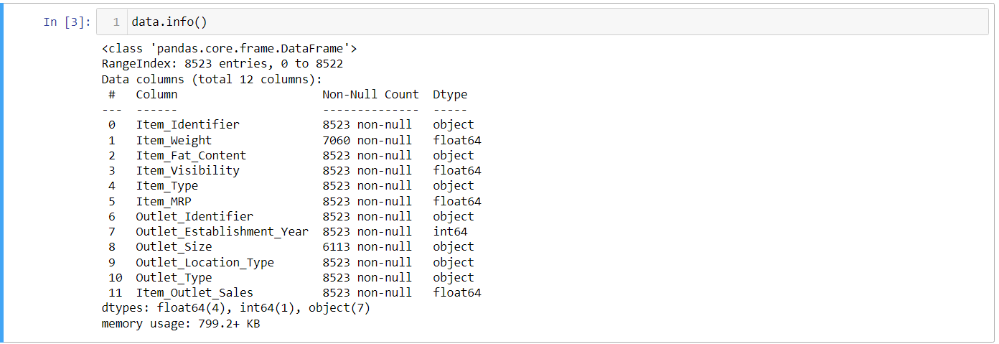 In [3]: 1 data.info()
<class 'pandas.core.frame.DataFrame'>
RangeIndex: 8523 entries, 0 to 8522
Data columns (total 12 columns):
 #   Column                     Non-Null Count  Dtype
---  ------                     --------------  -----
 0   Item_Identifier            8523 non-null   object
 1   Item_Weight                7060 non-null   float64
 2   Item_Fat_Content           8523 non-null   object
 3   Item_Visibility            8523 non-null   float64
 4   Item_Type                  8523 non-null   object
 5   Item_MRP                   8523 non-null   float64
 6   Outlet_Identifier          8523 non-null   object
 7   Outlet_Establishment_Year  8523 non-null   int64
 8   Outlet_Size                6113 non-null   object
 9   Outlet_Location_Type       8523 non-null   object
 10  Outlet_Type                8523 non-null   object
 11  Item_Outlet_Sales          8523 non-null   float64
dtypes: float64(4), int64(1), object(7)
memory usage: 799.2+ KB